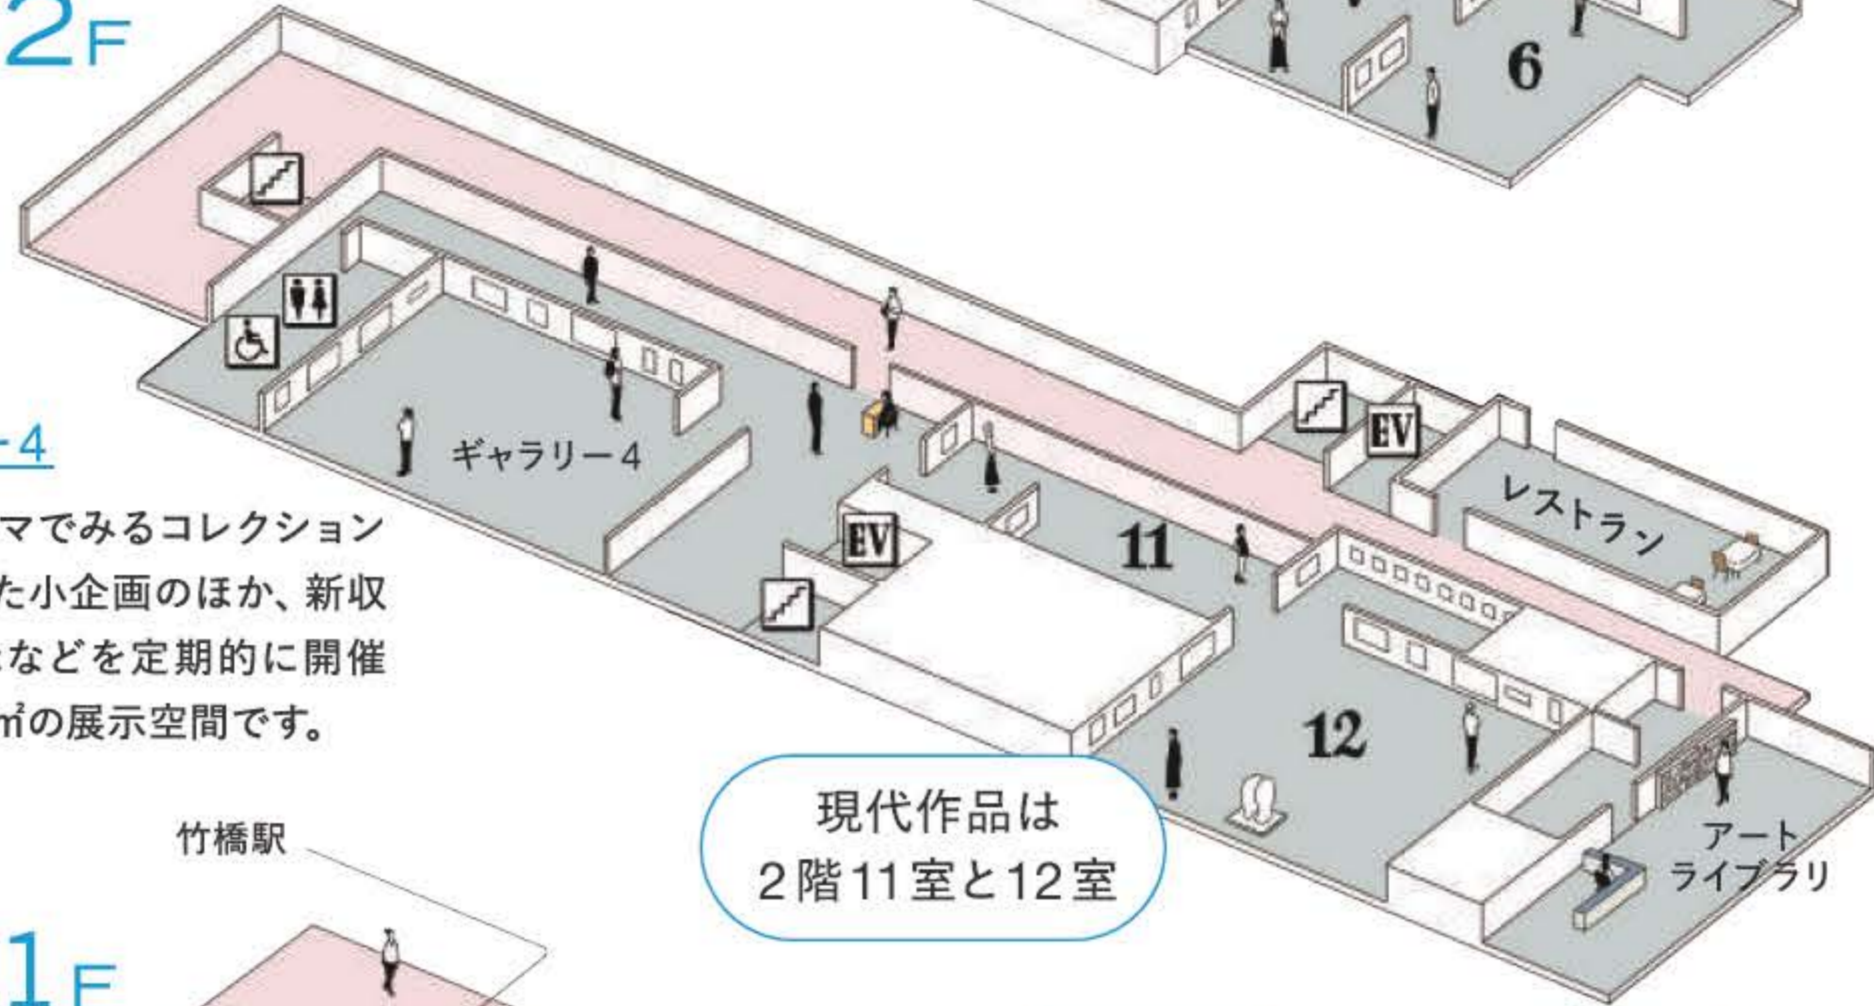 2F
6
ギャラリー4
EV
11
レストラン
EV
12
アート
ライブラリ
-4
マでみるコレクション
た小企画のほか、新収
などを定期的に開催
㎡の展示空間です。
現代作品は
2階11室と12室
竹橋駅
1F